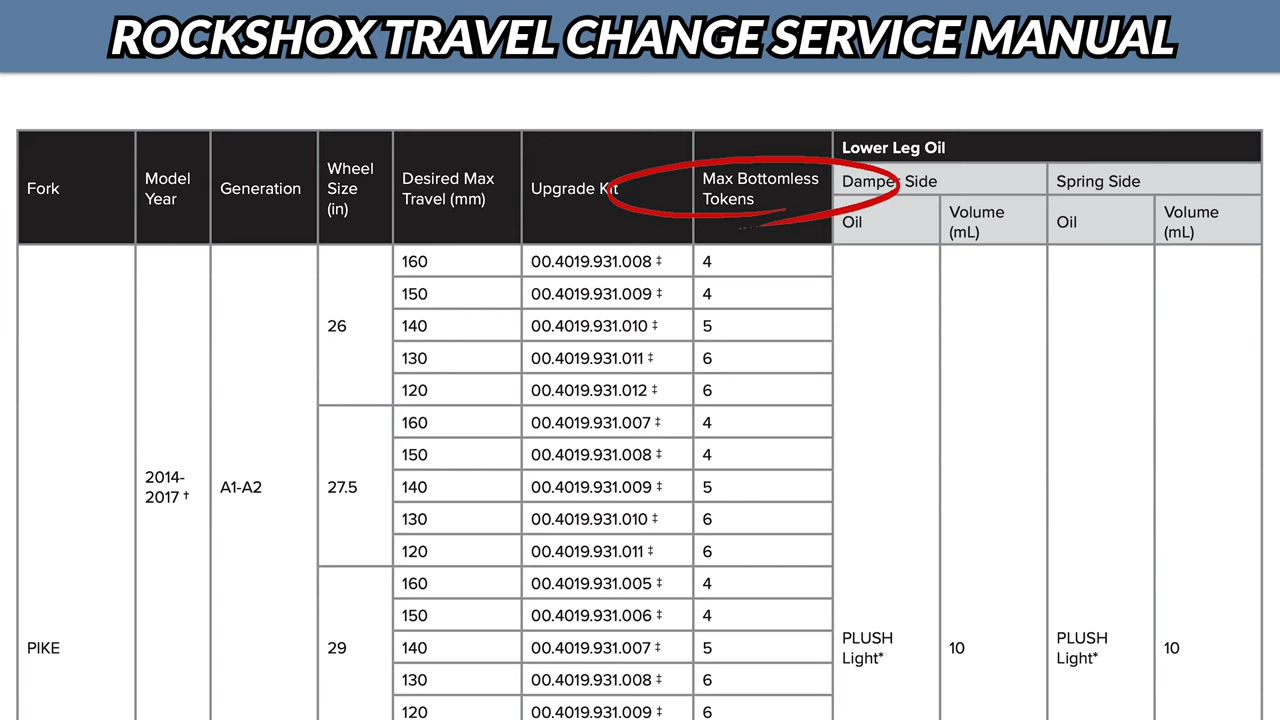 ROCKSHOX TRAVEL CHANGE SERVICE MANUAL
Fork
Model
Year
Generation
Wheel
Size
(in)
Desired Max
Travel (mm)
Upgrade Kit
Max Bottomless
Tokens
Lower Leg Oil
Damper Side
Spring Side
Oil
Volume
(mL)
Oil
Volume
(mL)
160 00.4019.931.008 ‡ 4
150 00.4019.931.009 ‡ 4
26 140 00.4019.931.010 ‡ 5
130 00.4019.931.011 ‡ 6
120 00.4019.931.012 ‡ 6
160 00.4019.931.007 ‡ 4
150 00.4019.931.008 ‡ 4
2014-
2017 †
A1-A2 27.5 140 00.4019.931.009 ‡ 5
130 00.4019.931.010 ‡ 6
120 00.4019.931.011 ‡ 6
160 00.4019.931.005 ‡ 4
150 00.4019.931.006 ‡ 4
PIKE 29 140 00.4019.931.007 ‡ 5
PLUSH
Light*
10
PLUSH
Light*
10
130 00.4019.931.008 ‡ 6
120 00.4019.931.009 ‡ 6